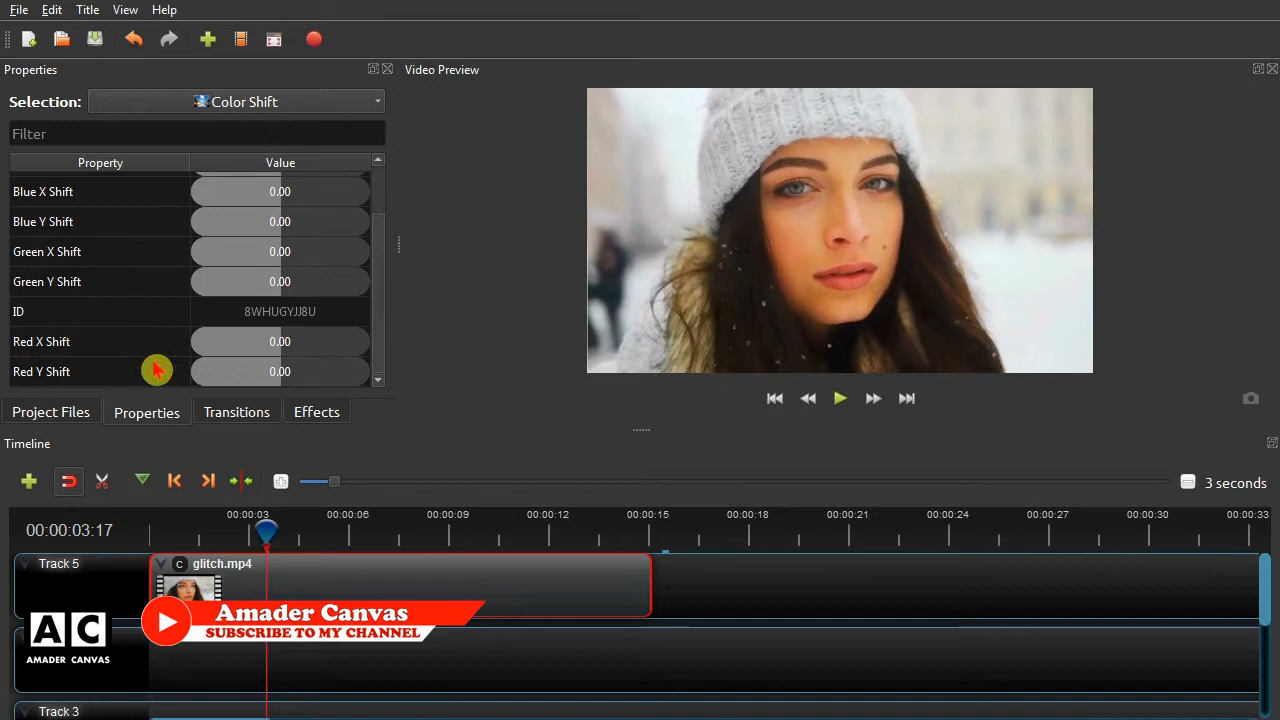 File Edit Title View Help
Properties
Video Preview
Selection: Color Shift
Filter
Property Value
Blue X Shift 0.00
Blue Y Shift 0.00
Green X Shift 0.00
Green Y Shift 0.00
ID 8WHUGYJJ8U
Red X Shift 0.00
Red Y Shift 0.00
Project Files Properties Transitions Effects
Timeline
3 seconds
00:00:03:17
00:00:03 00:00:06 00:00:09 00:00:12 00:00:15 00:00:18 00:00:21 00:00:24 00:00:27 00:00:30 00:00:33
Track 5
C glitch.mp4
Amader Canvas
SUBSCRIBE TO MY CHANNEL
AC
AMADER CANVAS
Track 3